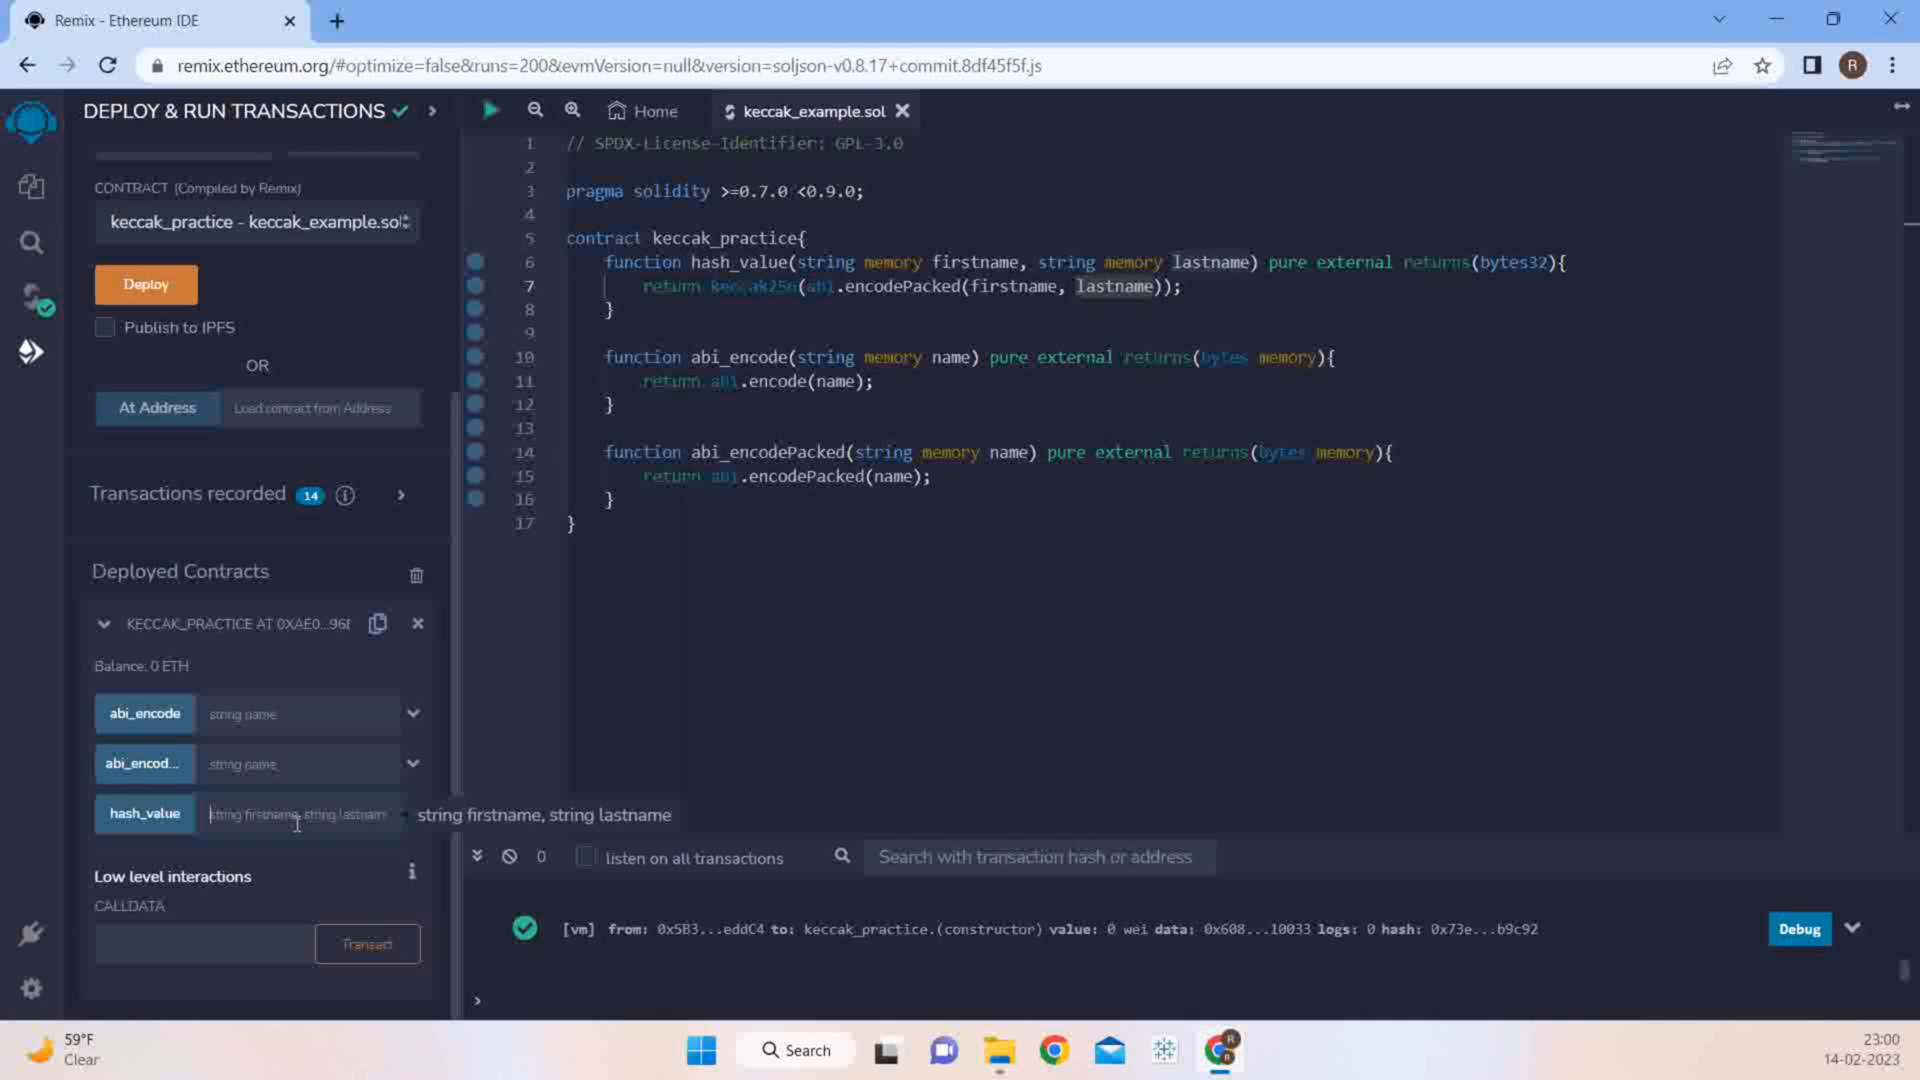 Remix - Ethereum IDE
remix.ethereum.org/#optimize=false&runs=200&evmVersion=null&version=soljson-v0.8.17+commit.8df45f5f.js
R
DEPLOY & RUN TRANSACTIONS
Home
keccak_example.sol
CONTRACT (Compiled by Remix)
keccak_practice - keccak_example.sol
Deploy
Publish to IPFS
OR
At Address
Load contract from Address
Transactions recorded 14
Deployed Contracts
KECCAK_PRACTICE AT 0XAE0...96F
Balance: 0 ETH
abi_encode
string name
abi_encod...
string name
hash_value
string firstname, string lastnam
string firstname, string lastname
Low level interactions
CALLDATA
Transact
1 // SPDX-License-Identifier: GPL-3.0
2
3 pragma solidity >=0.7.0 <0.9.0;
4
5 contract keccak_practice{
6 function hash_value(string memory firstname, string memory lastname) pure external returns(bytes32){
7 return keccak256(abi.encodePacked(firstname, lastname));
8 }
9
10 function abi_encode(string memory name) pure external returns(bytes memory){
11 return abi.encode(name);
12 }
13
14 function abi_encodePacked(string memory name) pure external returns(bytes memory){
15 return abi.encodePacked(name);
16 }
17 }
0
listen on all transactions
Search with transaction hash or address
[vm] from: 0x5B3...eddC4 to: keccak_practice.(constructor) value: 0 wei data: 0x608...10033 logs: 0 hash: 0x73e...b9c92
Debug
>
59°F
Clear
Search
23:00
14-02-2023